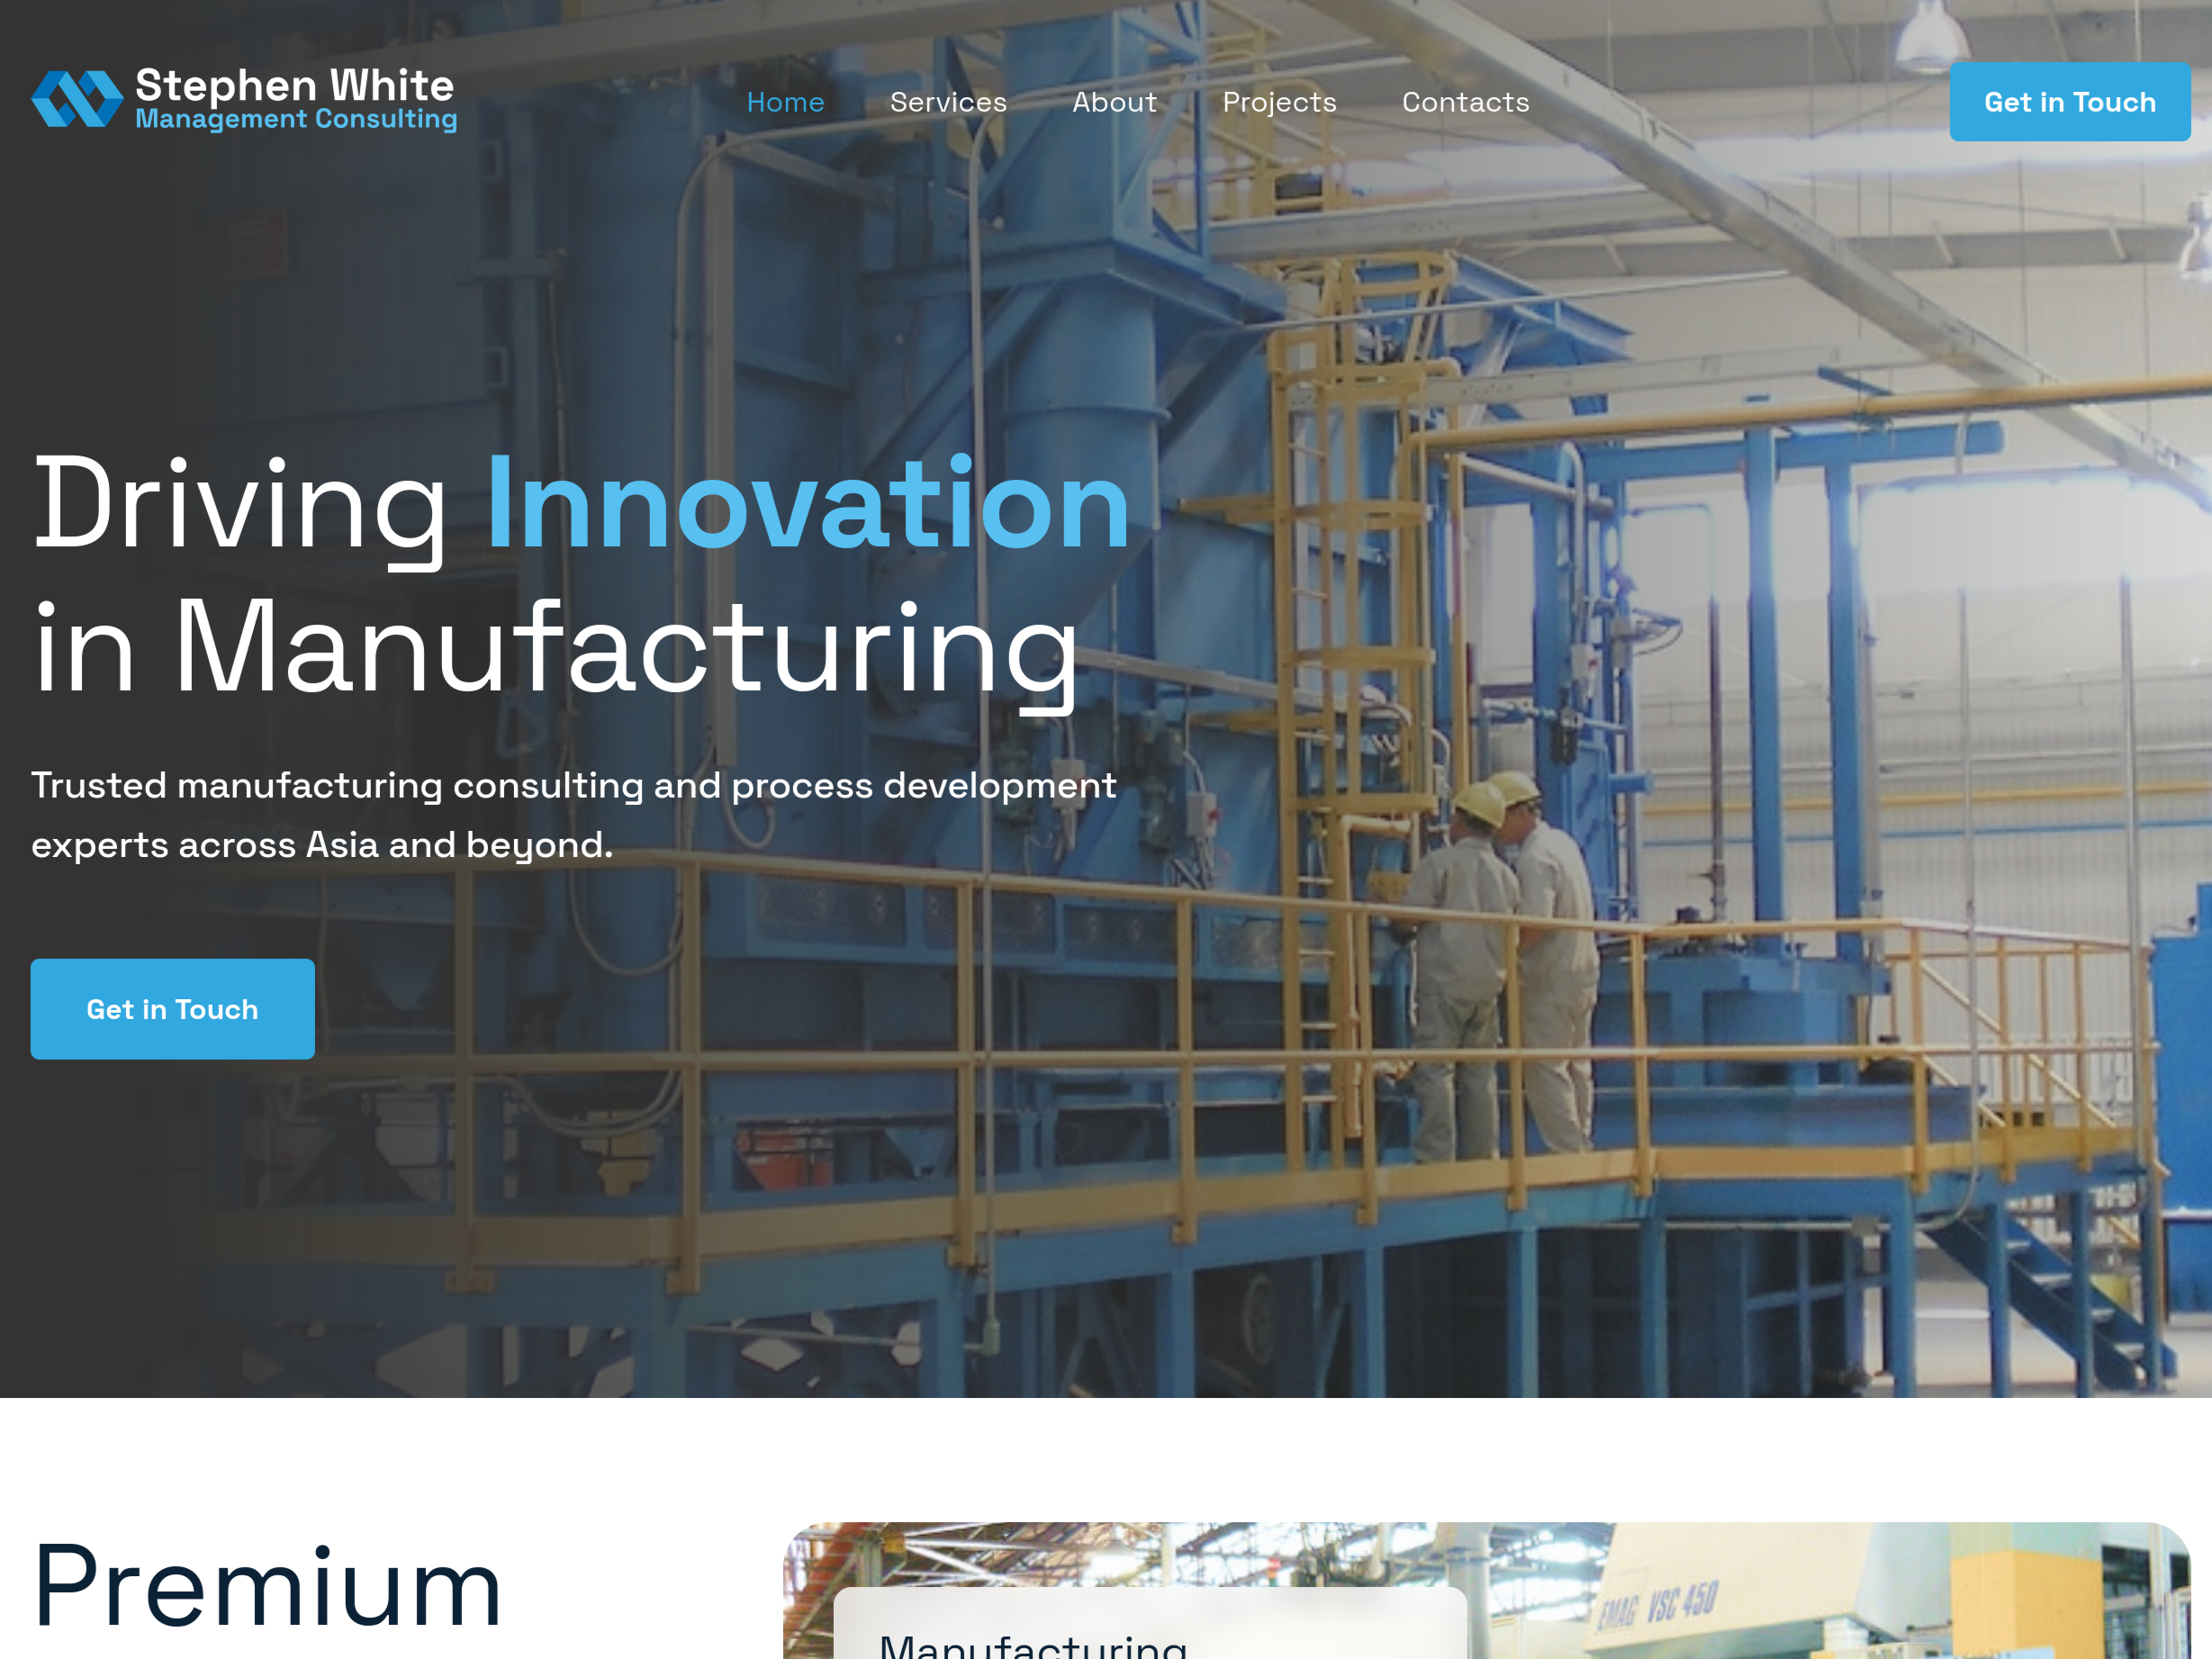 Stephen White
Management Consulting
Home
Services
About
Projects
Contacts
Get in Touch
Driving Innovation
in Manufacturing
Trusted manufacturing consulting and process development
experts across Asia and beyond.
Get in Touch
Premium
EMAG VSC 450
Manufacturing